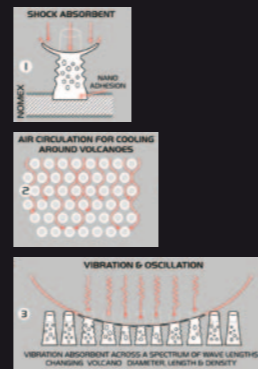 SHOCK ABSORBENT
1
NANO
ADHESION
NOMEX
AIR CIRCULATION FOR COOLING
AROUND VOLCANOES
2
VIBRATION & OSCILLATION
3
VIBRATION ABSORBENT ACROSS A SPECTRUM OF WAVE LENGTHS
CHANGING VOLCANO DIAMETER, LENGTH & DENSITY